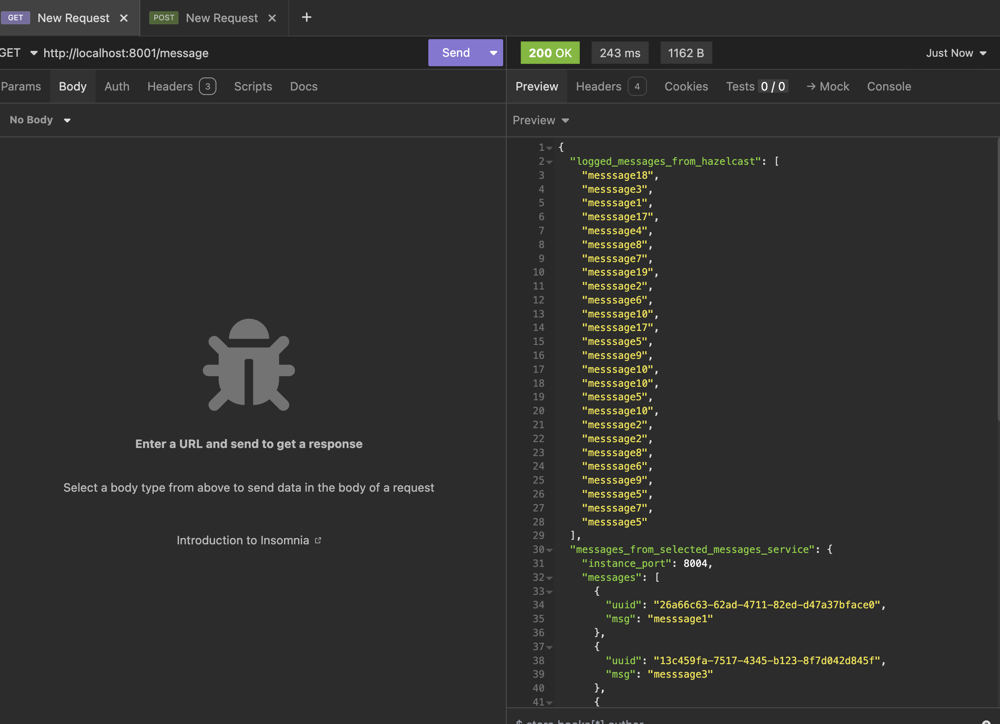 GET New Request × POST New Request × +
GET http://localhost:8001/message Send 200 OK 243 ms 1162 B Just Now
Params Body Auth Headers 3 Scripts Docs Preview Headers 4 Cookies Tests 0 / 0 → Mock Console
No Body Preview
1 {
2 "logged_messages_from_hazelcast": [
3 "messsage18",
4 "messsage3",
5 "messsage1",
6 "messsage17",
7 "messsage4",
8 "messsage8",
9 "messsage7",
10 "messsage19",
11 "messsage2",
12 "messsage6",
13 "messsage10",
14 "messsage17",
15 "messsage5",
16 "messsage9",
17 "messsage10",
18 "messsage10",
19 "messsage5",
20 "messsage10",
21 "messsage2",
22 "messsage2",
23 "messsage8",
24 "messsage6",
25 "messsage9",
26 "messsage5",
27 "messsage7",
28 "messsage5"
29 ],
30 "messages_from_selected_messages_service": {
31 "instance_port": 8004,
32 "messages": [
33 {
34 "uuid": "26a66c63-62ad-4711-82ed-d47a37bface0",
35 "msg": "messsage1"
36 },
37 {
38 "uuid": "13c459fa-7517-4345-b123-8f7d042d845f",
39 "msg": "messsage3"
40 },
41 {
Enter a URL and send to get a response
Select a body type from above to send data in the body of a request
Introduction to Insomnia
$.store.books[*].author